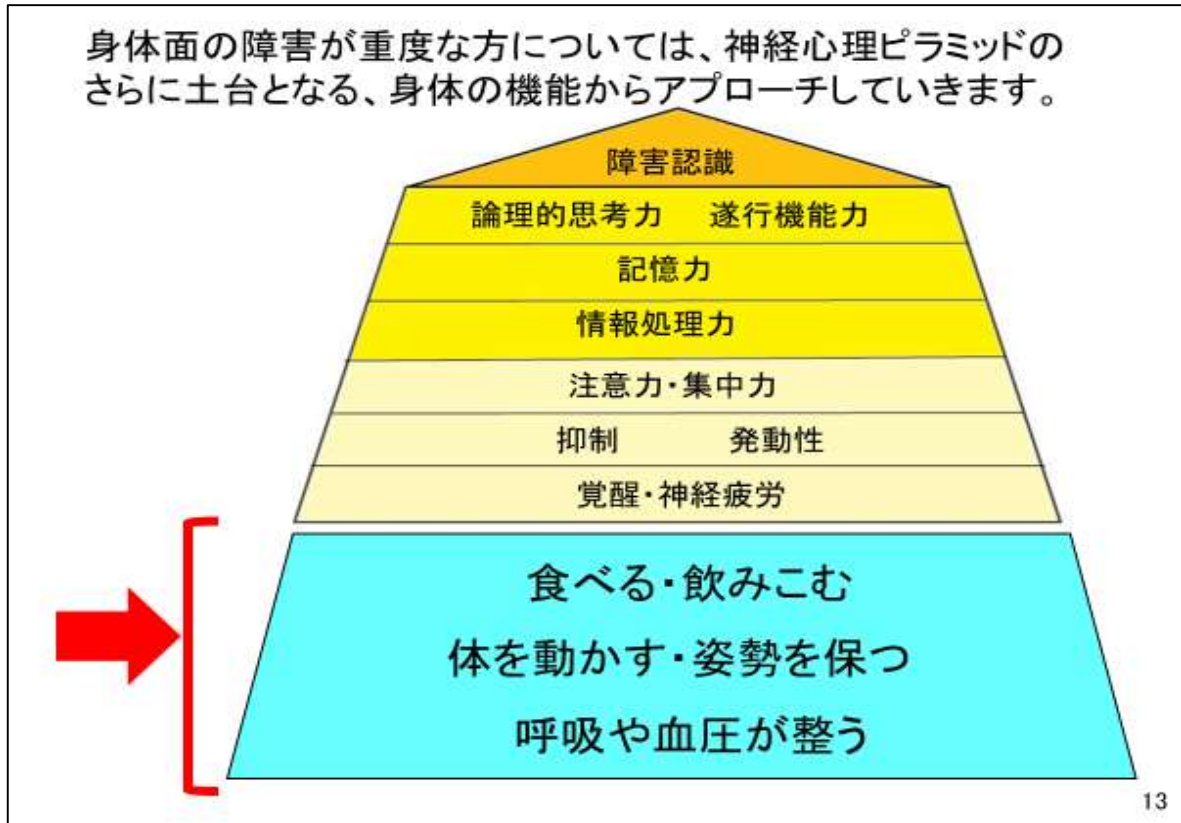 身体面の障害が重度な方については、神経心理ピラミッドの
さらに土台となる、身体の機能からアプローチしていきます。
障害認識
論理的思考力　遂行機能力
記憶力
情報処理力
注意力・集中力
抑制　発動性
覚醒・神経疲労
食べる・飲みこむ
体を動かす・姿勢を保つ
呼吸や血圧が整う
13